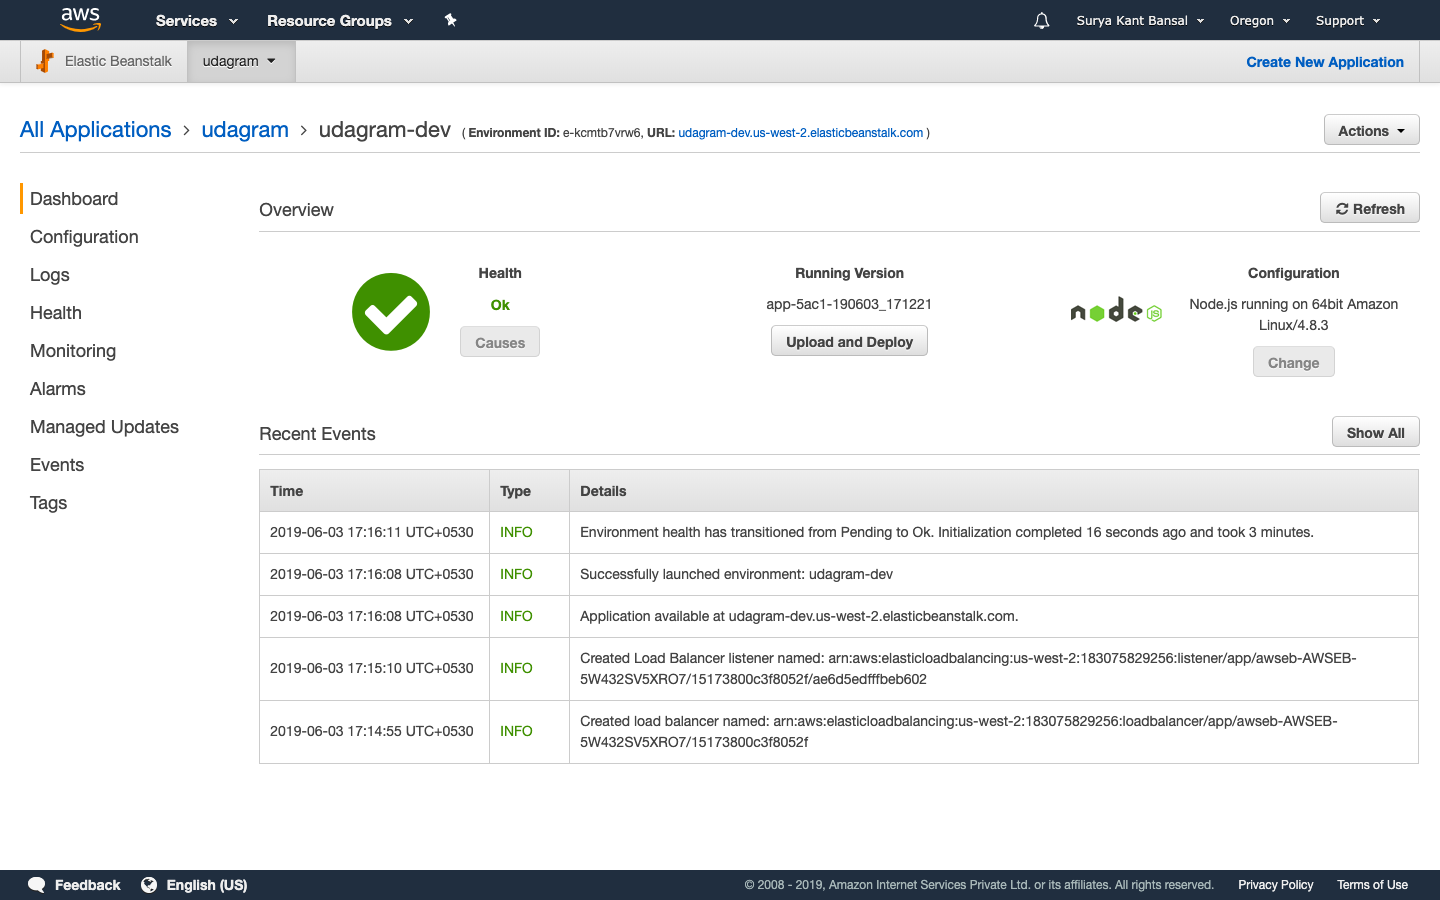 aws Services Resource Groups Surya Kant Bansal Oregon Support
Elastic Beanstalk udagram Create New Application
All Applications > udagram > udagram-dev ( Environment ID: e-kcmtb7vrw6, URL: udagram-dev.us-west-2.elasticbeanstalk.com ) Actions
Dashboard
Configuration
Logs
Health
Monitoring
Alarms
Managed Updates
Events
Tags
Overview Refresh
Health
Ok
Causes
Running Version
app-5ac1-190603_171221
Upload and Deploy
node JS
Configuration
Node.js running on 64bit Amazon
Linux/4.8.3
Change
Recent Events Show All
Time Type Details
2019-06-03 17:16:11 UTC+0530 INFO Environment health has transitioned from Pending to Ok. Initialization completed 16 seconds ago and took 3 minutes.
2019-06-03 17:16:08 UTC+0530 INFO Successfully launched environment: udagram-dev
2019-06-03 17:16:08 UTC+0530 INFO Application available at udagram-dev.us-west-2.elasticbeanstalk.com.
2019-06-03 17:15:10 UTC+0530 INFO Created Load Balancer listener named: arn:aws:elasticloadbalancing:us-west-2:183075829256:listener/app/awseb-AWSEB-
5W432SV5XRO7/15173800c3f8052f/ae6d5edfffbeb602
2019-06-03 17:14:55 UTC+0530 INFO Created load balancer named: arn:aws:elasticloadbalancing:us-west-2:183075829256:loadbalancer/app/awseb-AWSEB-
5W432SV5XRO7/15173800c3f8052f
Feedback English (US) © 2008 - 2019, Amazon Internet Services Private Ltd. or its affiliates. All rights reserved. Privacy Policy Terms of Use